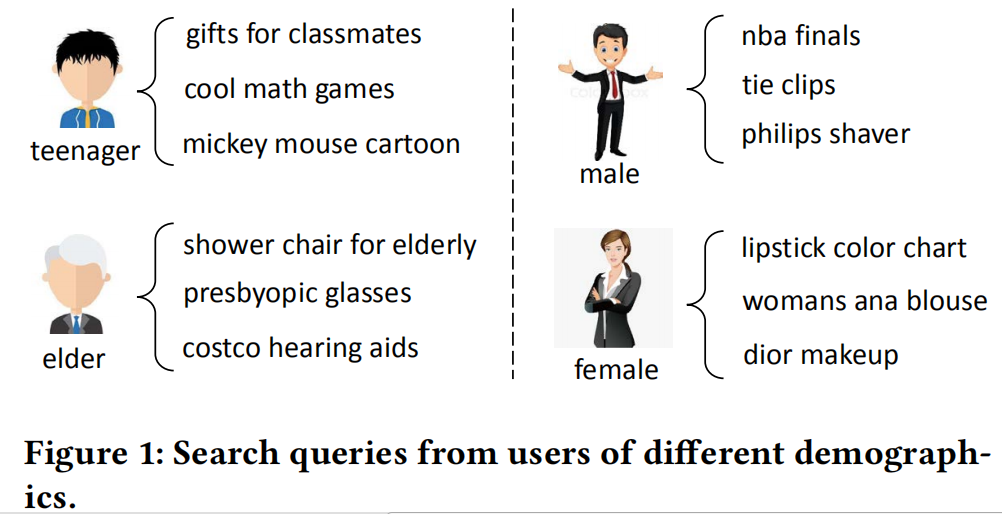 gifts for classmates
cool math games
mickey mouse cartoon
teenager
nba finals
tie clips
philips shaver
male
shower chair for elderly
presbyopic glasses
costco hearing aids
elder
lipstick color chart
womans ana blouse
dior makeup
female
Figure 1: Search queries from users of different demograph-
ics.